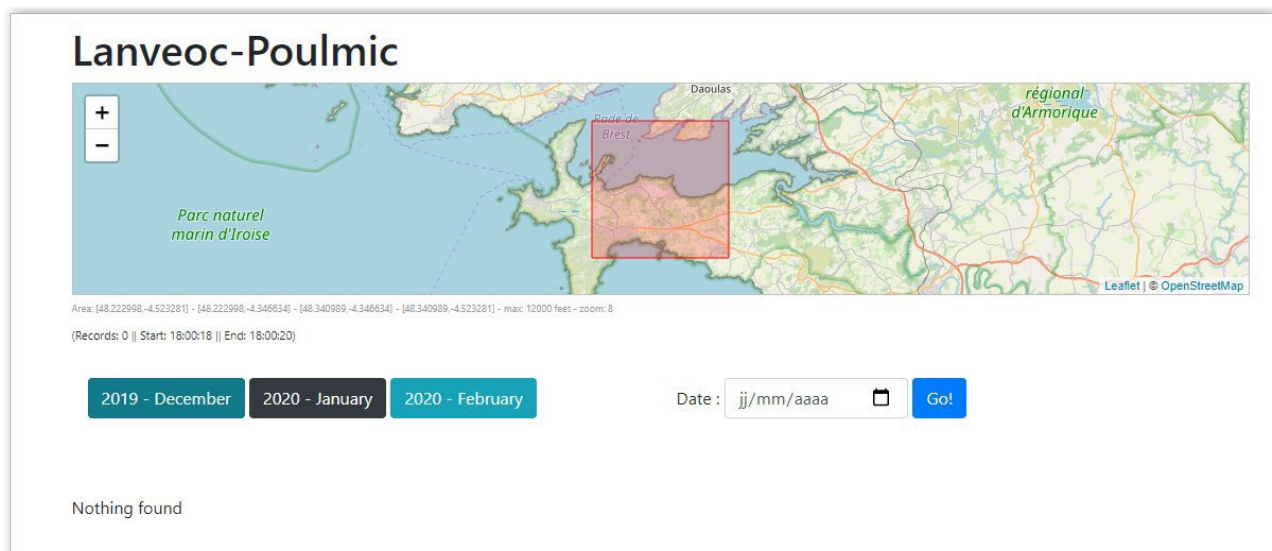 Lanveoc-Poulmic
+
−
Daoulas
Rade de
Brest
régional
d'Armorique
Parc naturel
marin d'Iroise
Leaflet | © OpenStreetMap
Area: [48.222998,-4.523281] - [48.222998,-4.346634] - [48.340989,-4.346634] - [48.340989,-4.523281] - max: 12000 feet - zoom: 8
(Records: 0 || Start: 18:00:18 || End: 18:00:20)
2019 - December 2020 - January 2020 - February Date : jj/mm/aaaa Go!
Nothing found